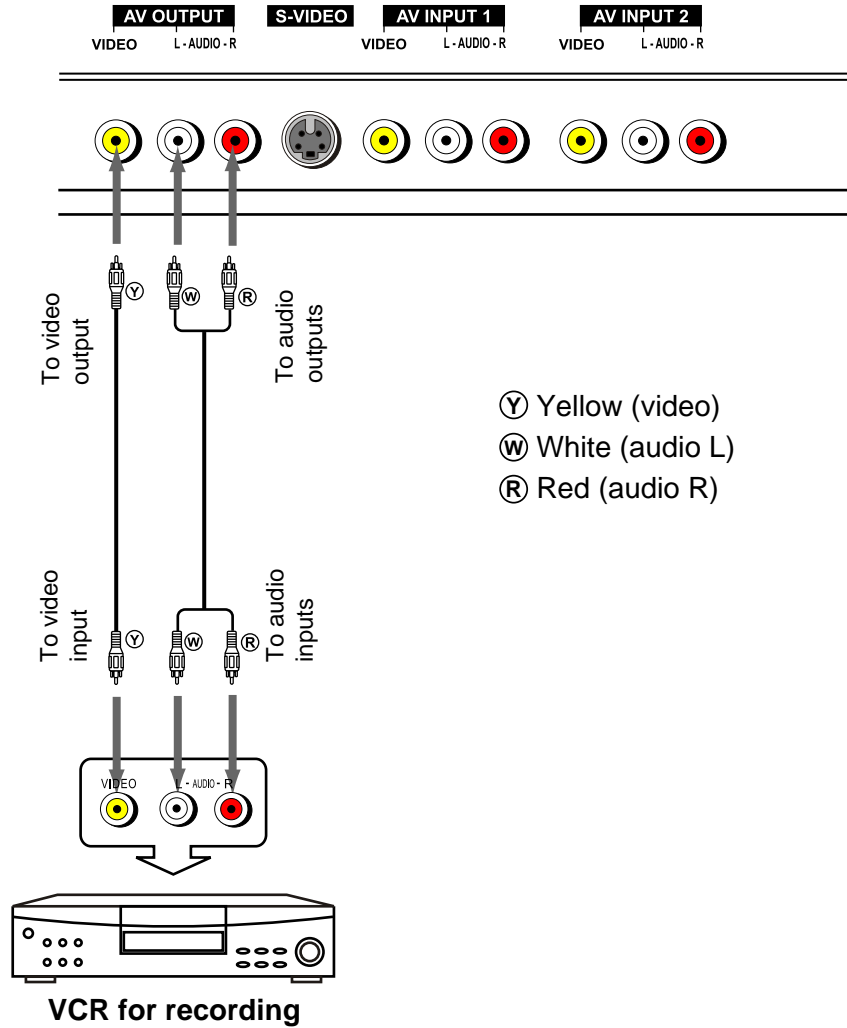 AV OUTPUT S-VIDEO AV INPUT 1 AV INPUT 2
VIDEO L - AUDIO - R VIDEO L - AUDIO - R VIDEO L - AUDIO - R
Y W R
To video
output
To audio
outputs
Y Yellow (video)
W White (audio L)
R Red (audio R)
To video
input
To audio
inputs
Y W R
VIDEO L - AUDIO - R
VCR for recording